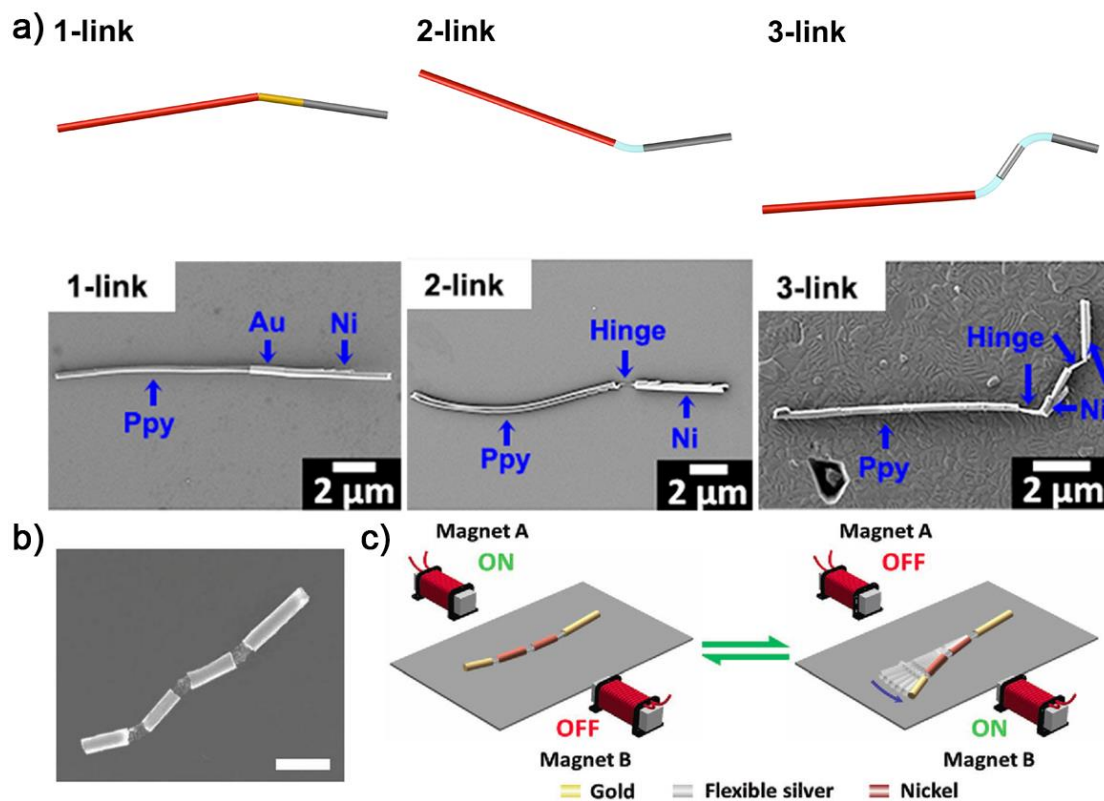 a) 1-link 2-link 3-link
1-link
Au Ni
Ppy
2 μm
2-link
Hinge
Ppy Ni
2 μm
3-link
Hinge
Ni
Ppy
2 μm
b)
c) Magnet A
ON
OFF
Magnet B
Magnet A
OFF
ON
Magnet B
Gold Flexible silver Nickel